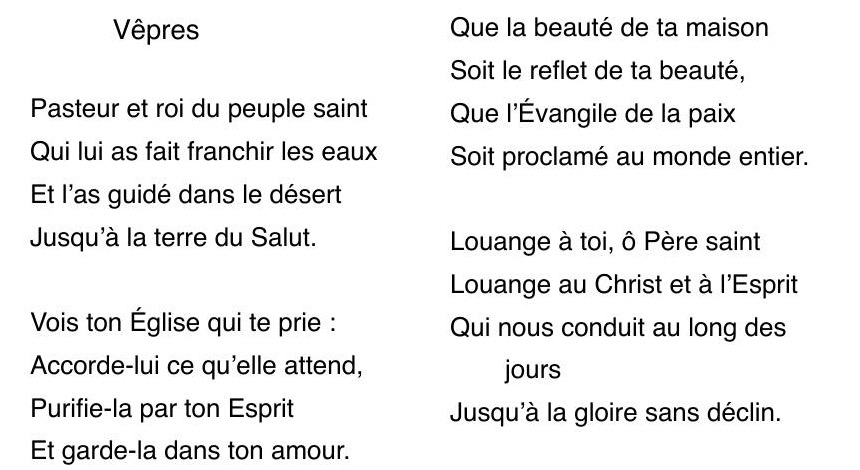 Vêpres
Pasteur et roi du peuple saint
Qui lui as fait franchir les eaux
Et l’as guidé dans le désert
Jusqu’à la terre du Salut.
Vois ton Église qui te prie :
Accorde-lui ce qu’elle attend,
Purifie-la par ton Esprit
Et garde-la dans ton amour.
Que la beauté de ta maison
Soit le reflet de ta beauté,
Que l’Évangile de la paix
Soit proclamé au monde entier.
Louange à toi, ô Père saint
Louange au Christ et à l’Esprit
Qui nous conduit au long des
jours
Jusqu’à la gloire sans déclin.